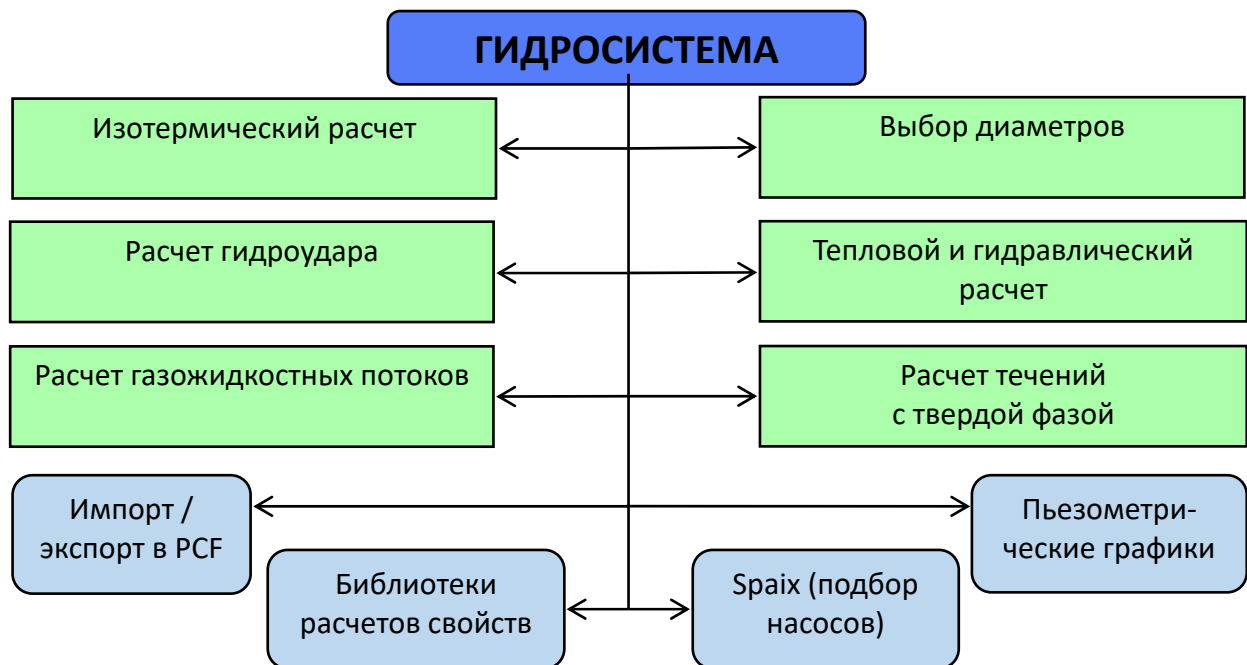 ГИДРОСИСТЕМА
Изотермический расчет
Выбор диаметров
Расчет гидроудара
Тепловой и гидравлический
расчет
Расчет газожидкостных потоков
Расчет течений
с твердой фазой
Импорт /
экспорт в PCF
Пьезометри-
ческие графики
Библиотеки
расчетов свойств
Spaix (подбор
насосов)